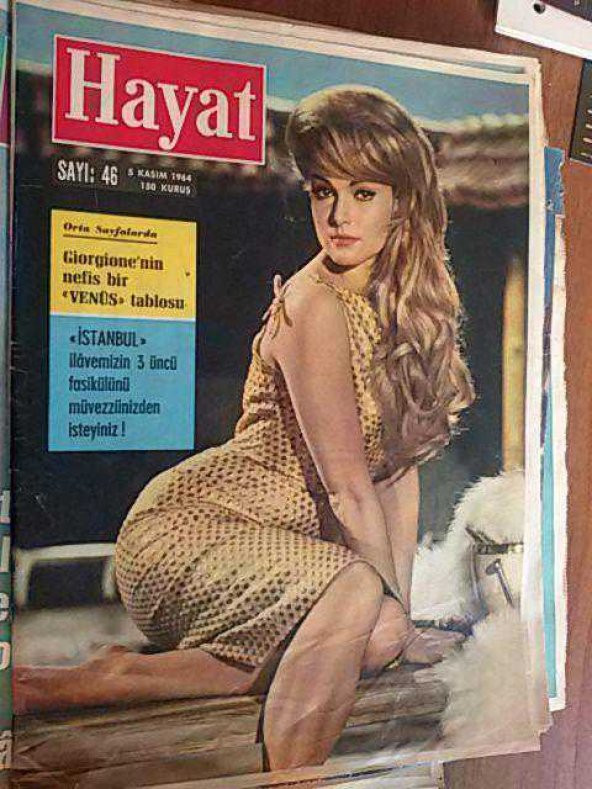 Hayat
SAYI: 46
5 KASIM 1964
150 KURUŞ
Orta Sayfalarda
Giorgione'nin
nefis bir
«VENÜS» tablosu
«İSTANBUL»
ilâvemizin 3 üncü
fasikülünü
müvezziinizden
isteyiniz!